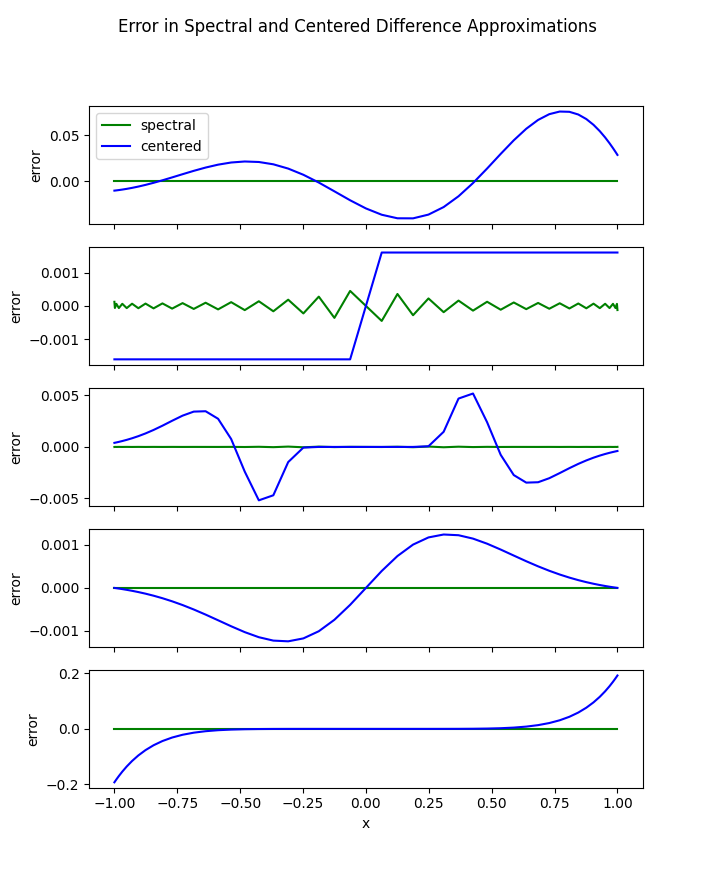 Error in Spectral and Centered Difference Approximations
spectral
centered
0.05
0.00
error
0.001
0.000
−0.001
error
0.005
0.000
−0.005
error
0.001
0.000
−0.001
error
0.2
0.0
−0.2
error
−1.00 −0.75 −0.50 −0.25 0.00 0.25 0.50 0.75 1.00
x